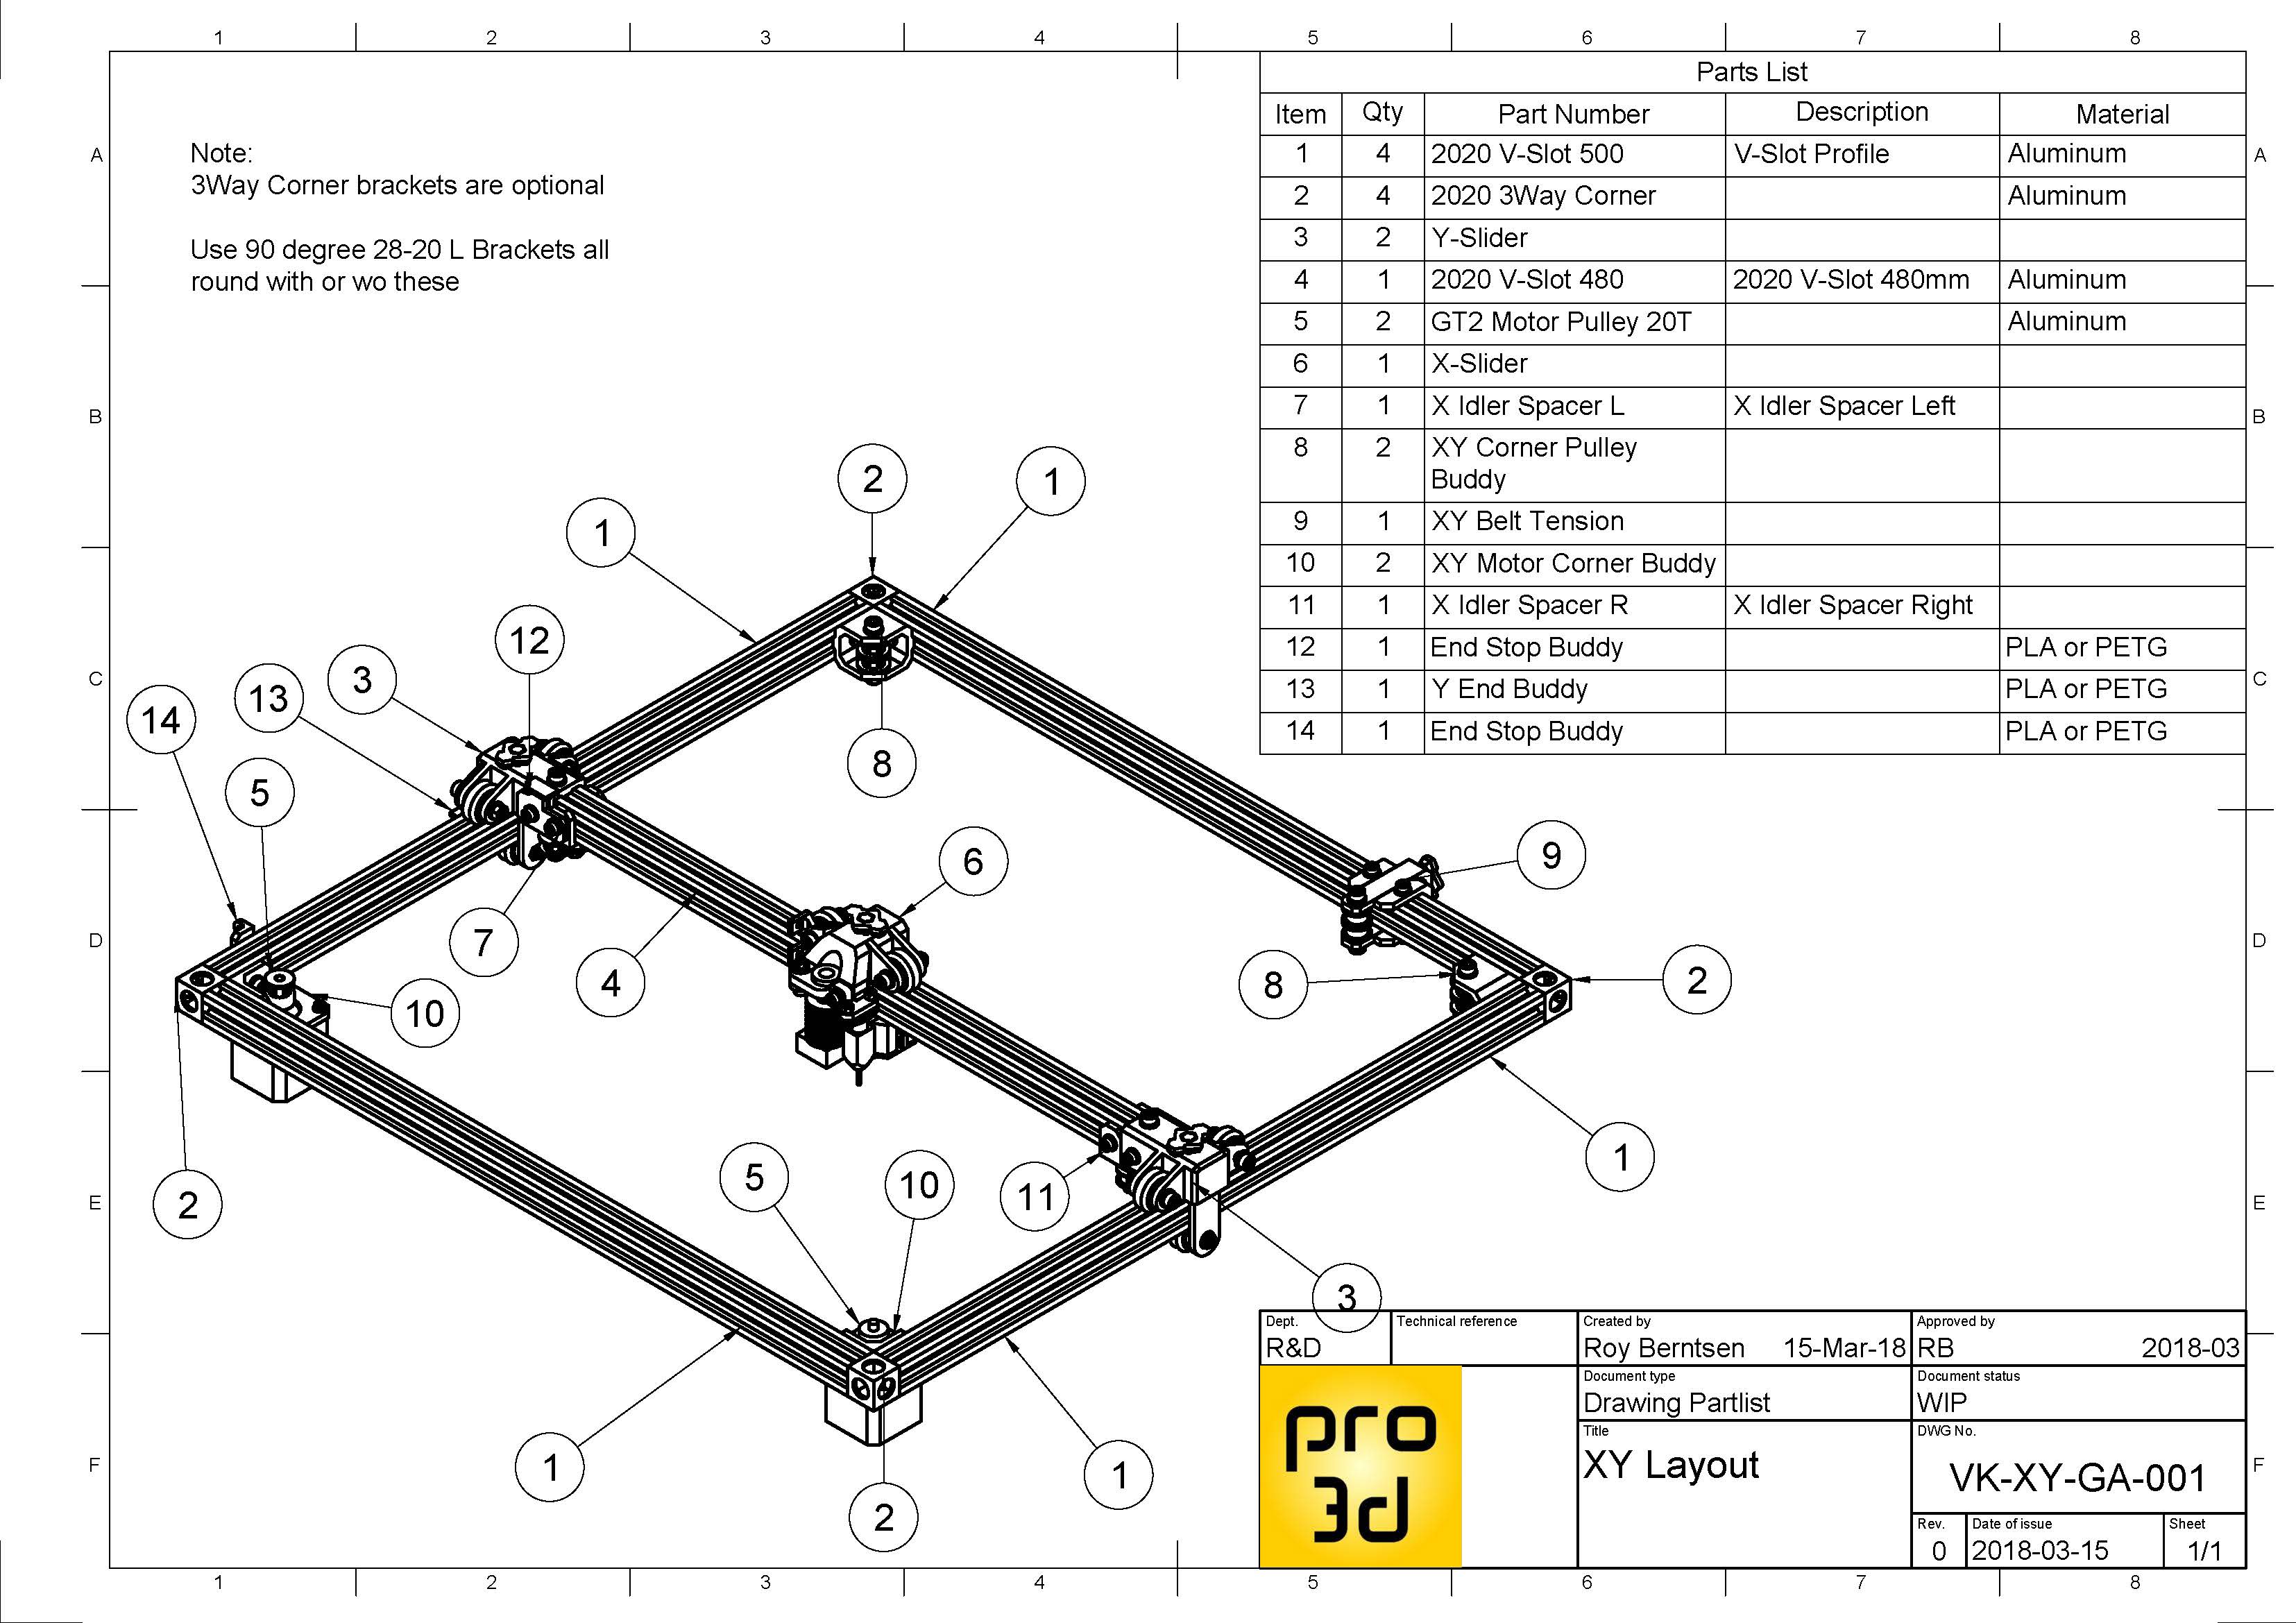 1 2 3 4 5 6 7 8
Parts List
Item Qty Part Number Description Material
1 4 2020 V-Slot 500 V-Slot Profile Aluminum
2 4 2020 3Way Corner Aluminum
3 2 Y-Slider
4 1 2020 V-Slot 480 2020 V-Slot 480mm Aluminum
5 2 GT2 Motor Pulley 20T Aluminum
6 1 X-Slider
7 1 X Idler Spacer L X Idler Spacer Left
8 2 XY Corner Pulley
Buddy
9 1 XY Belt Tension
10 2 XY Motor Corner Buddy
11 1 X Idler Spacer R X Idler Spacer Right
12 1 End Stop Buddy PLA or PETG
13 1 Y End Buddy PLA or PETG
14 1 End Stop Buddy PLA or PETG
Note:
3Way Corner brackets are optional
Use 90 degree 28-20 L Brackets all
round with or wo these
A A
B B
C C
D D
E E
F F
2
1
1
12
3
13
14
5
8
6
9
7
4
8
2
10
1
5
10
11
2
3
1
1
2
1
Dept.
R&D
Technical reference
Created by
Roy Berntsen 15-Mar-18
Approved by
RB 2018-03
Document type
Drawing Partlist
Document status
WIP
Title
XY Layout
DWG No.
VK-XY-GA-001
Rev.
0
Date of issue
2018-03-15
Sheet
1/1
pro
3d
1 2 3 4 5 6 7 8